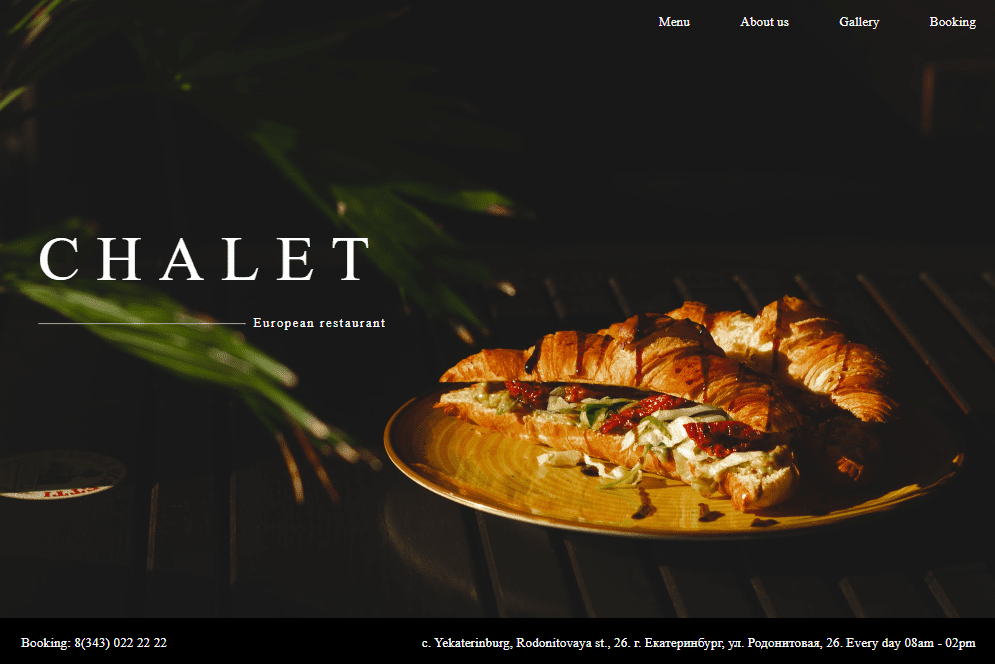 Menu About us Gallery Booking
CHALET
European restaurant
Booking: 8(343) 022 22 22
c. Yekaterinburg, Rodonitovaya st., 26. г. Екатеринбург, ул. Родонитовая, 26. Every day 08am - 02pm